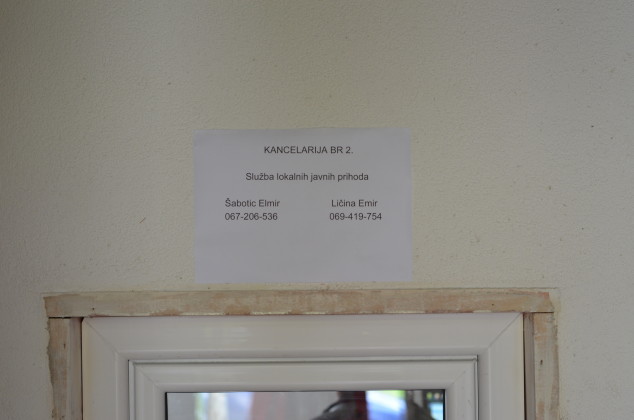 KANCELARIJA BR 2.
Služba lokalnih javnih prihoda
Šabotic Elmir Ličina Emir
067-206-536 069-419-754